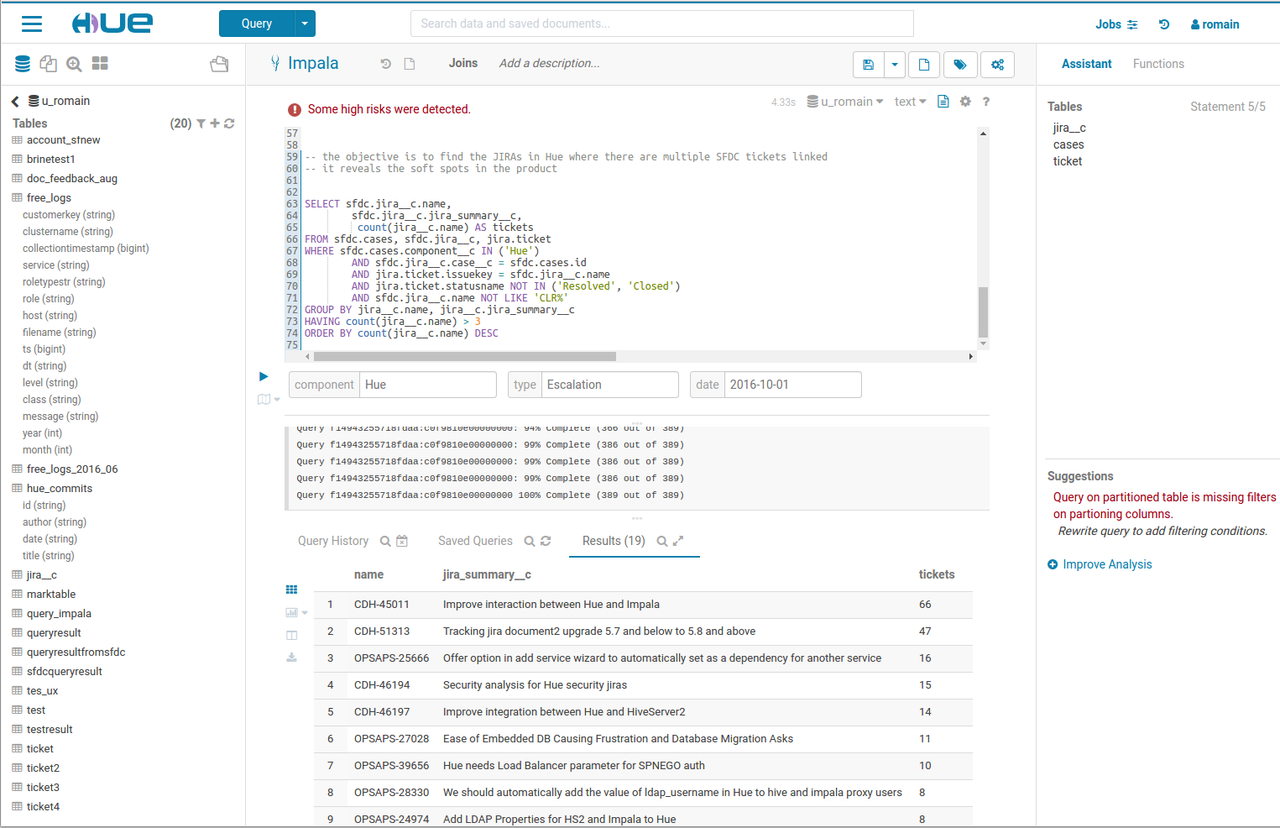 HUE
Query
Search data and saved documents...
Jobs
romain
Impala
Joins
Add a description...
Assistant
Functions
u_romain
Tables
(20)
account_sfnew
brinetest1
doc_feedback_aug
free_logs
customerkey (string)
clustername (string)
collectiontimestamp (bigint)
service (string)
roletypestr (string)
role (string)
host (string)
filename (string)
ts (bigint)
dt (string)
level (string)
class (string)
message (string)
year (int)
month (int)
free_logs_2016_06
hue_commits
id (string)
author (string)
date (string)
title (string)
jira__c
marktable
query_impala
queryresult
queryresultfromsfdc
sfdcqueryresult
tes_ux
test
testresult
ticket
ticket2
ticket3
ticket4
Some high risks were detected.
4.33s
u_romain
text
?
57
58
59 -- the objective is to find the JIRAs in Hue where there are multiple SFDC tickets linked
60 -- it reveals the soft spots in the product
61
62
63 SELECT sfdc.jira__c.name,
64 sfdc.jira__c.jira_summary__c,
65 count(jira__c.name) AS tickets
66 FROM sfdc.cases, sfdc.jira__c, jira.ticket
67 WHERE sfdc.cases.component__c IN ('Hue')
68 AND sfdc.jira__c.case__c = sfdc.cases.id
69 AND jira.ticket.issuekey = sfdc.jira__c.name
70 AND jira.ticket.statusname NOT IN ('Resolved', 'Closed')
71 AND sfdc.jira__c.name NOT LIKE 'CLR%'
72 GROUP BY jira__c.name, jira__c.jira_summary__c
73 HAVING count(jira__c.name) > 3
74 ORDER BY count(jira__c.name) DESC
75
component Hue
type Escalation
date 2016-10-01
Query f14943255718fdaa:c0f9810e00000000: 94% Complete (366 out of 389)
Query f14943255718fdaa:c0f9810e00000000: 99% Complete (386 out of 389)
Query f14943255718fdaa:c0f9810e00000000: 99% Complete (386 out of 389)
Query f14943255718fdaa:c0f9810e00000000: 99% Complete (386 out of 389)
Query f14943255718fdaa:c0f9810e00000000 100% Complete (389 out of 389)
Query History
Saved Queries
Results (19)
name jira_summary__c tickets
1 CDH-45011 Improve interaction between Hue and Impala 66
2 CDH-51313 Tracking jira document2 upgrade 5.7 and below to 5.8 and above 47
3 OPSAPS-25666 Offer option in add service wizard to automatically set as a dependency for another service 16
4 CDH-46194 Security analysis for Hue security jiras 15
5 CDH-46197 Improve integration between Hue and HiveServer2 14
6 OPSAPS-27028 Ease of Embedded DB Causing Frustration and Database Migration Asks 11
7 OPSAPS-39656 Hue needs Load Balancer parameter for SPNEGO auth 10
8 OPSAPS-28330 We should automatically add the value of ldap_username in Hue to hive and impala proxy users 8
9 OPSAPS-24974 Add LDAP Properties for HS2 and Impala to Hue 8
Tables
Statement 5/5
jira__c
cases
ticket
Suggestions
Query on partitioned table is missing filters
on partioning columns.
Rewrite query to add filtering conditions.
Improve Analysis